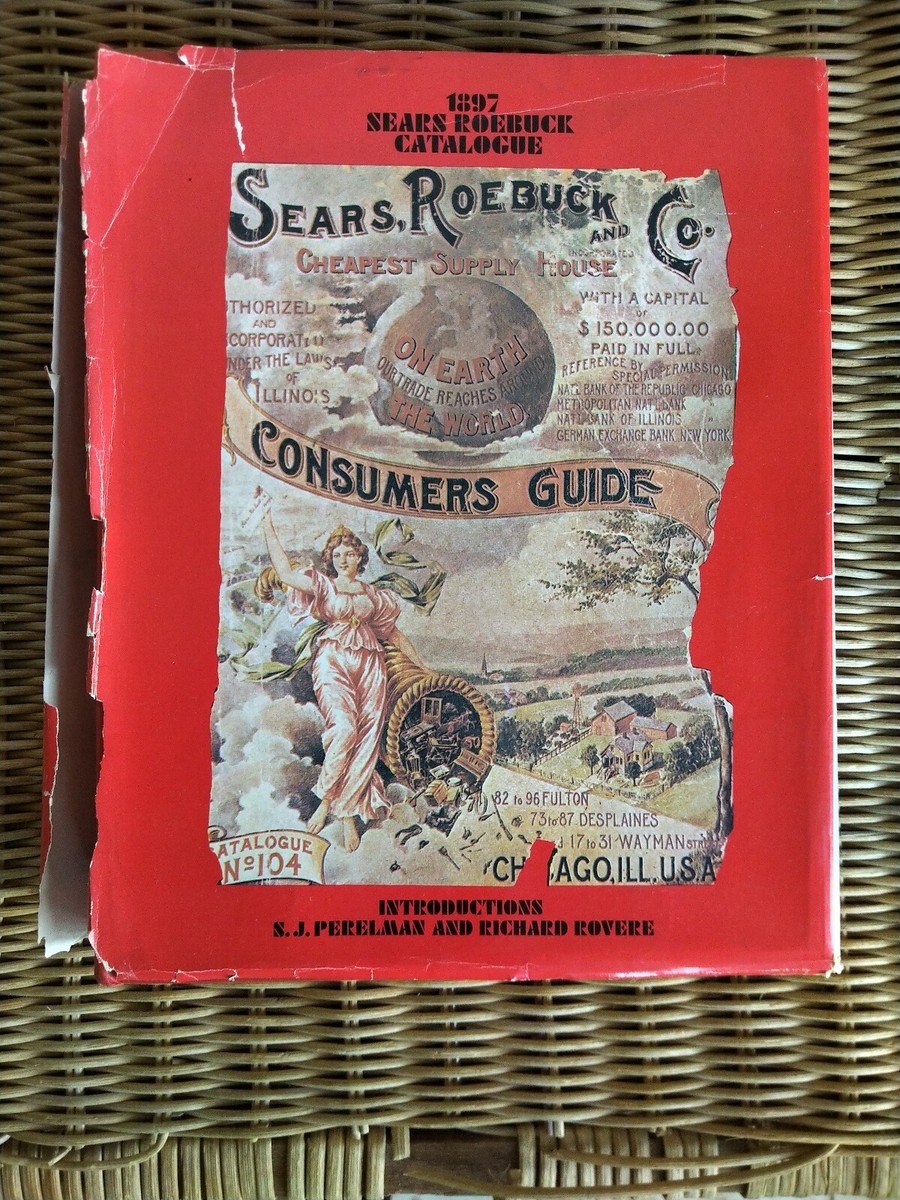 1897
SEARS ROEBUCK
CATALOGUE
SEARS, ROEBUCK AND CO.
INCORPORATED
CHEAPEST SUPPLY HOUSE
THORIZED
AND
CORPORATED
NDER THE LAWS
OF
ILLINOIS
ON EARTH
OUR TRADE REACHES AROUND
THE WORLD
WITH A CAPITAL
OF
$150.000.00
PAID IN FULL
REFERENCE BY
SPECIAL PERMISSION
NAT'L BANK OF THE REPUBLIC CHICAGO
METROPOLITAN NAT'L BANK "
NAT'L BANK OF ILLINOIS "
GERMAN EXCHANGE BANK NEW YORK
CONSUMERS GUIDE
82 to 96 FULTON
73 to 87 DESPLAINES
17 to 31 WAYMAN STR
CH AGO, ILL. U.S.A
ATALOGUE
No 104
INTRODUCTIONS
S. J. PERELMAN AND RICHARD ROVERE